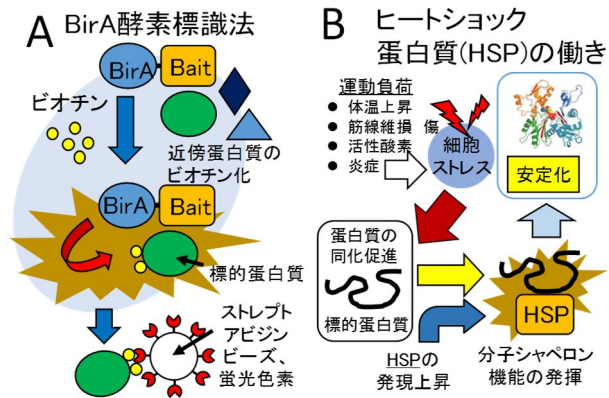 A BirA酵素標識法
BirA
Bait
ビオチン
近傍蛋白質の
ビオチン化
BirA
Bait
標的蛋白質
ストレプト
アビジン
ビーズ、
蛍光色素
B ヒートショック
蛋白質(HSP)の働き
運動負荷
● 体温上昇
● 筋線維損 傷
● 活性酸素
● 炎症
細胞
ストレス
安定化
蛋白質の
同化促進
標的蛋白質
HSP
HSPの
発現上昇
分子シャペロン
機能の発揮